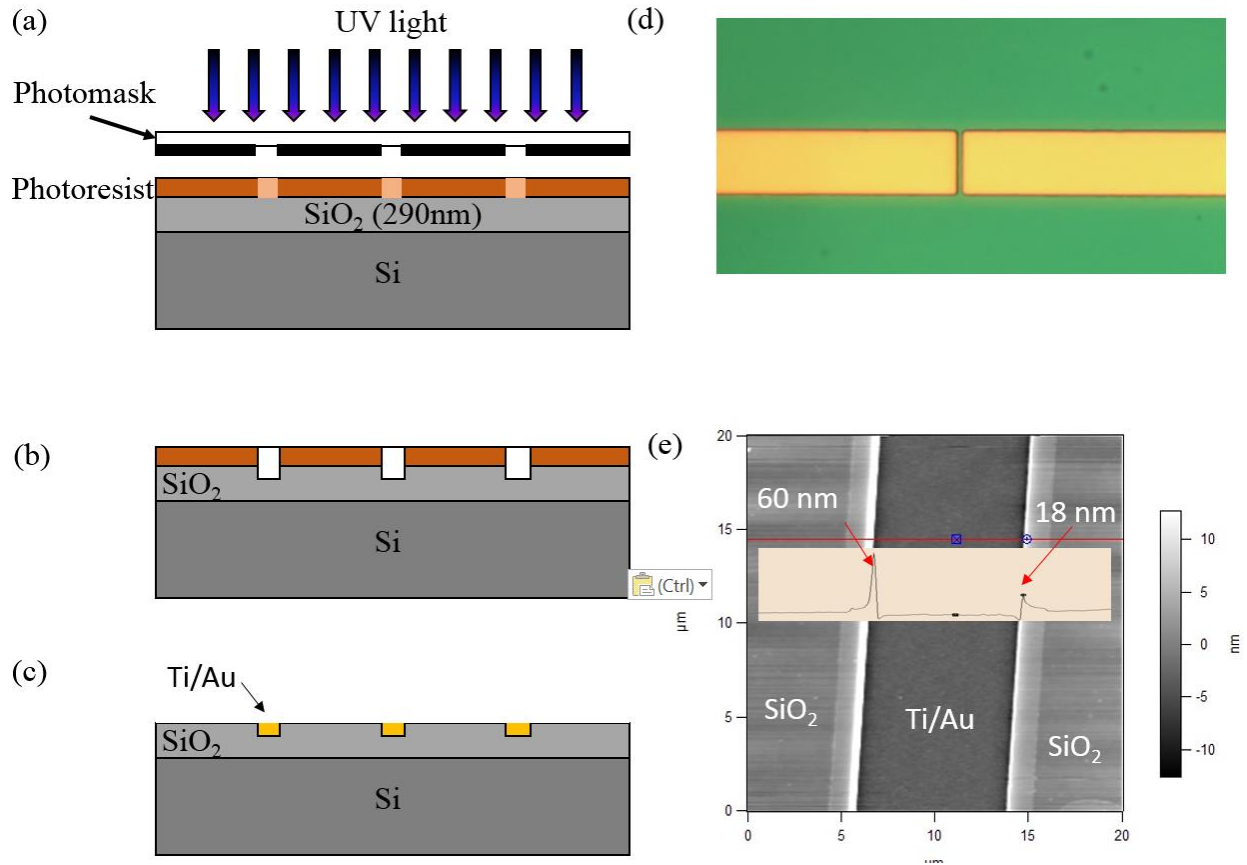 (a)
UV light
Photomask
Photoresist
SiO₂ (290nm)
Si
(b)
SiO₂
Si
(Ctrl)
(c)
Ti/Au
SiO₂
Si
(d)
(e)
20
15
10
5
0
µm
60 nm
18 nm
SiO₂
Ti/Au
SiO₂
0
5
10
15
20
µm
10
5
0
-5
-10
nm